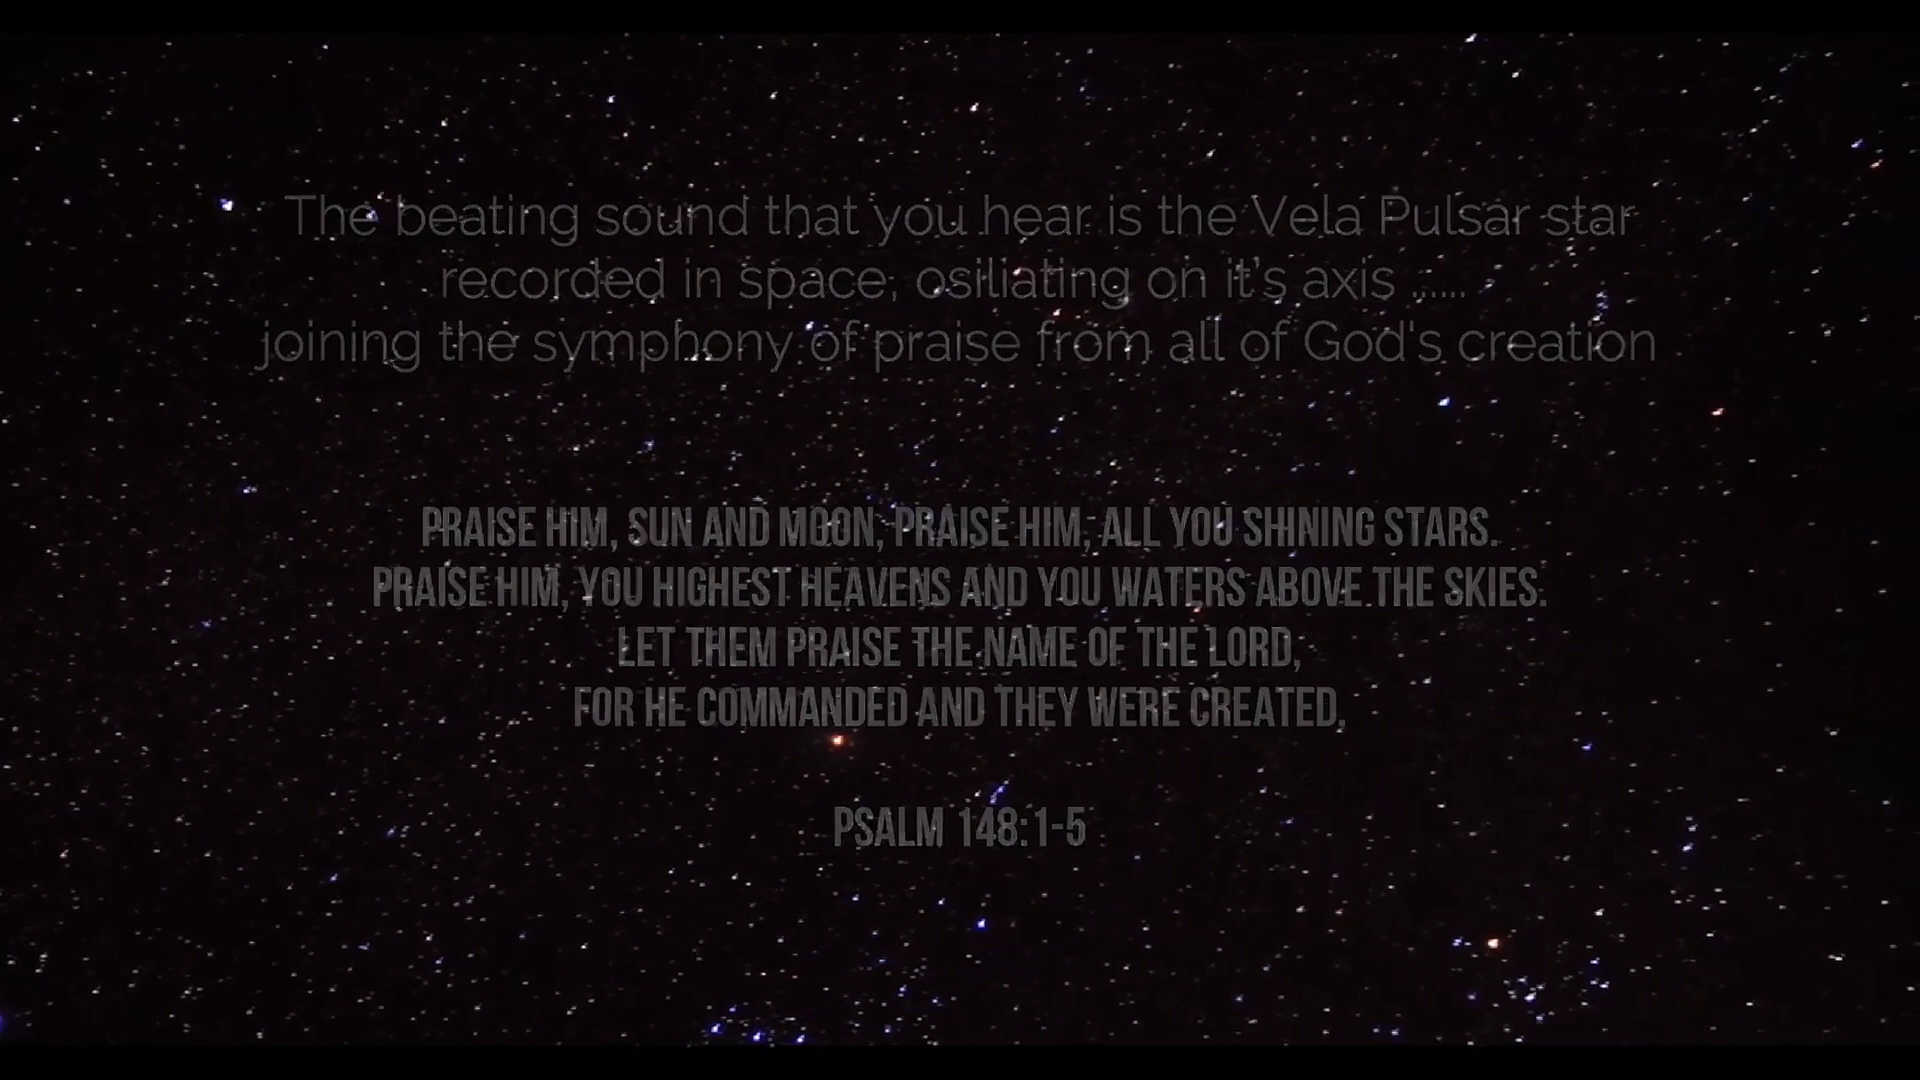 The beating sound that you hear is the Vela Pulsar star
recorded in space, osiliating on it's axis ......
joining the symphony of praise from all of God's creation
PRAISE HIM, SUN AND MOON, PRAISE HIM, ALL YOU SHINING STARS.
PRAISE HIM, YOU HIGHEST HEAVENS AND YOU WATERS ABOVE THE SKIES.
LET THEM PRAISE THE NAME OF THE LORD,
FOR HE COMMANDED AND THEY WERE CREATED,
PSALM 148:1-5